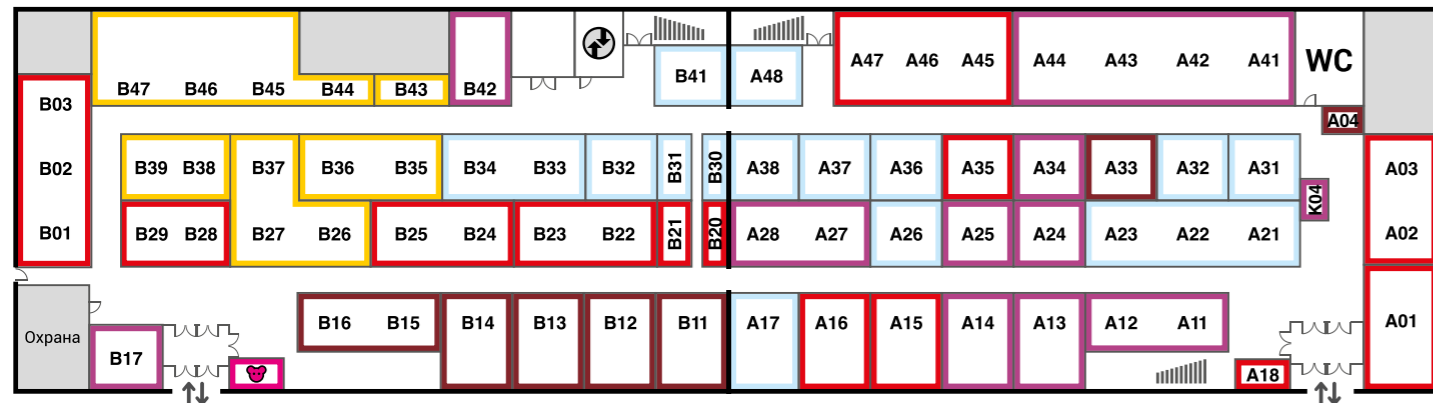 B47 B46 B45 B44 B43 B42 B41 A48 A47 A46 A45 A44 A43 A42 A41 WC
B03
A04
B02 B39 B38 B37 B36 B35 B34 B33 B32 B31 B30 A38 A37 A36 A35 A34 A33 A32 A31 K04 A03
B01 B29 B28 B27 B26 B25 B24 B23 B22 B21 B20 A28 A27 A26 A25 A24 A23 A22 A21 A02
Охрана B16 B15 B14 B13 B12 B11 A17 A16 A15 A14 A13 A12 A11 A01
B17 A18